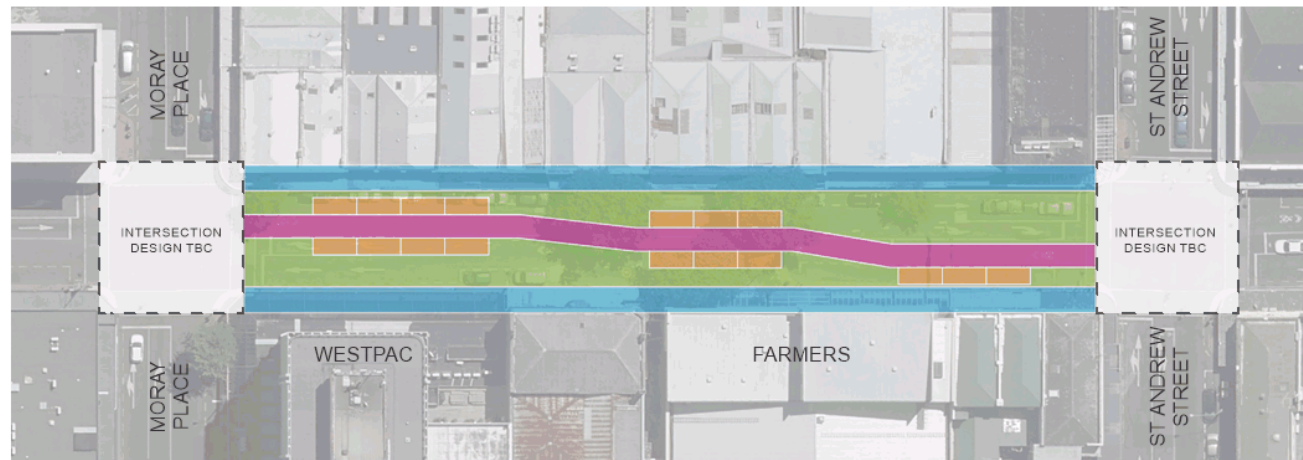 MORAY
PLACE
ST ANDREW
STREET
INTERSECTION
DESIGN TBC
INTERSECTION
DESIGN TBC
WESTPAC
FARMERS
MORAY
PLACE
ST ANDREW
STREET